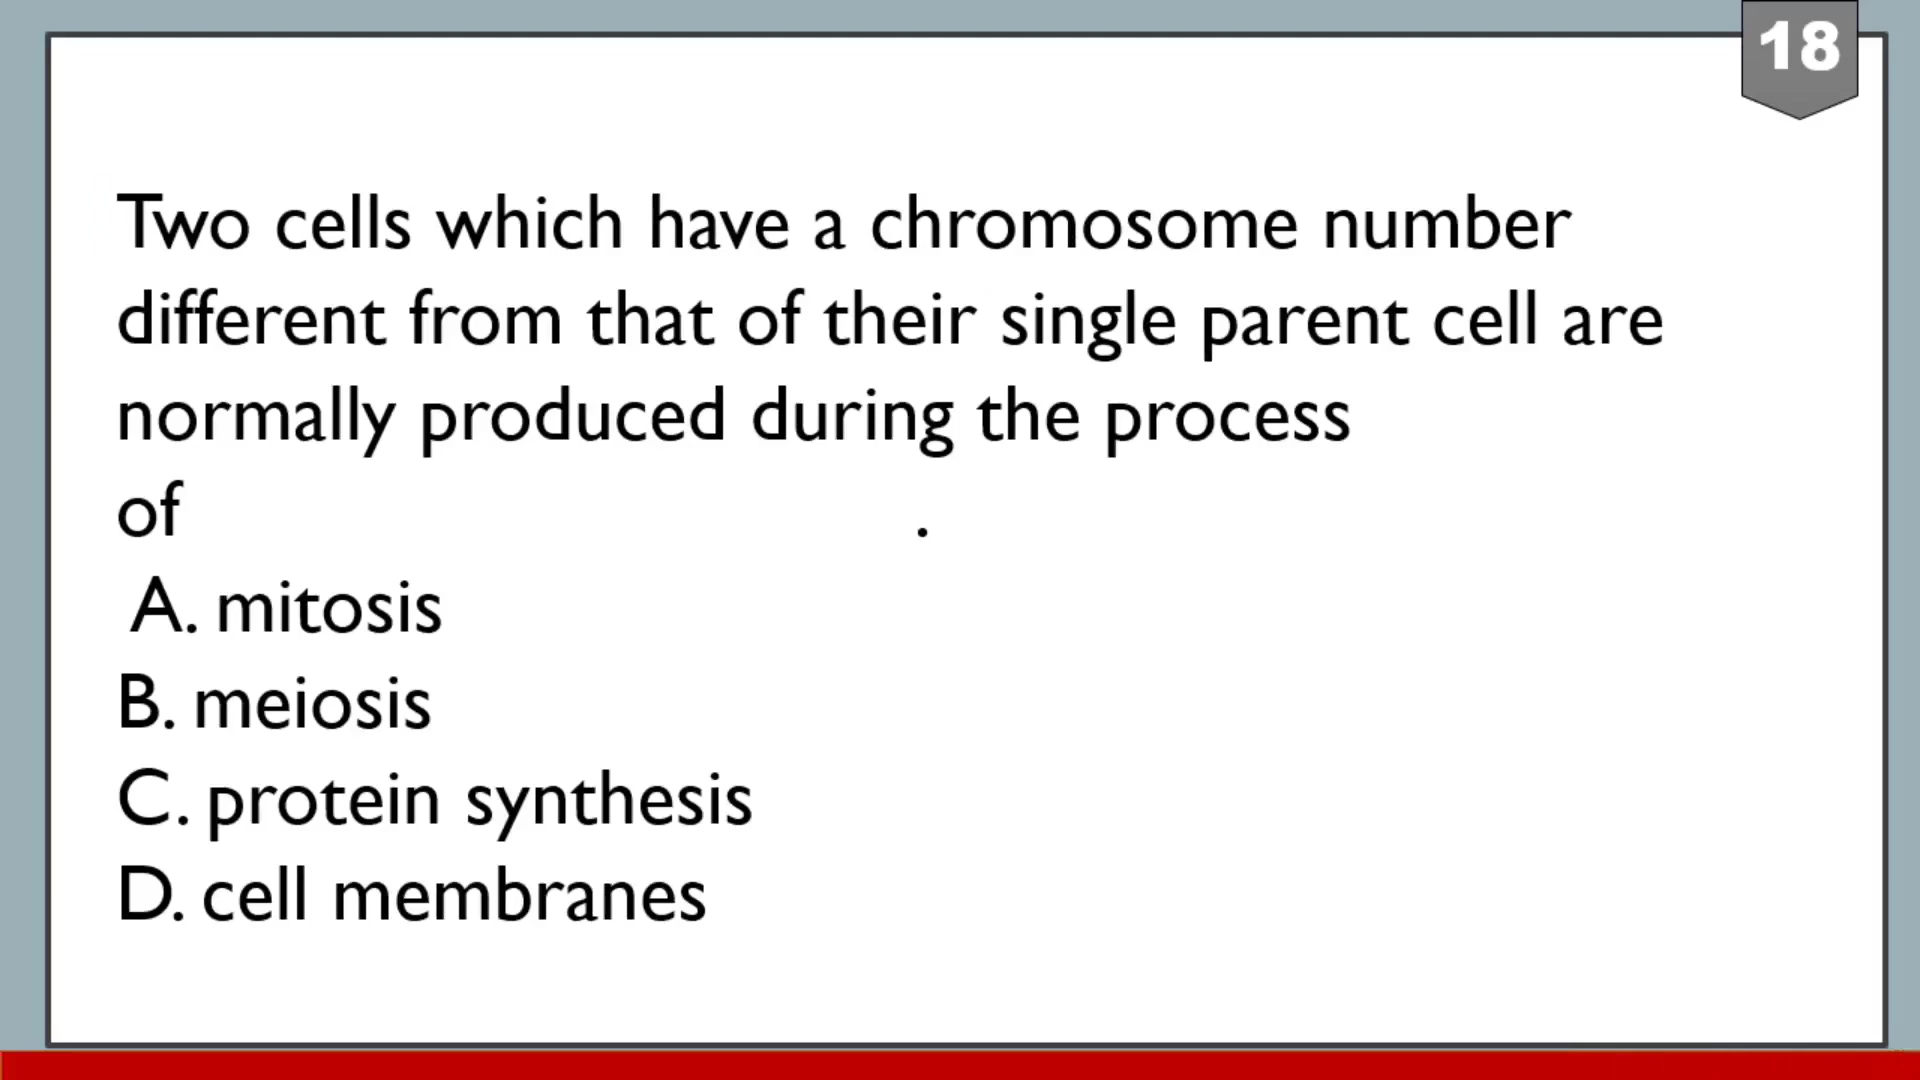 18
Two cells which have a chromosome number
different from that of their single parent cell are
normally produced during the process
of .
A. mitosis
B. meiosis
C. protein synthesis
D. cell membranes